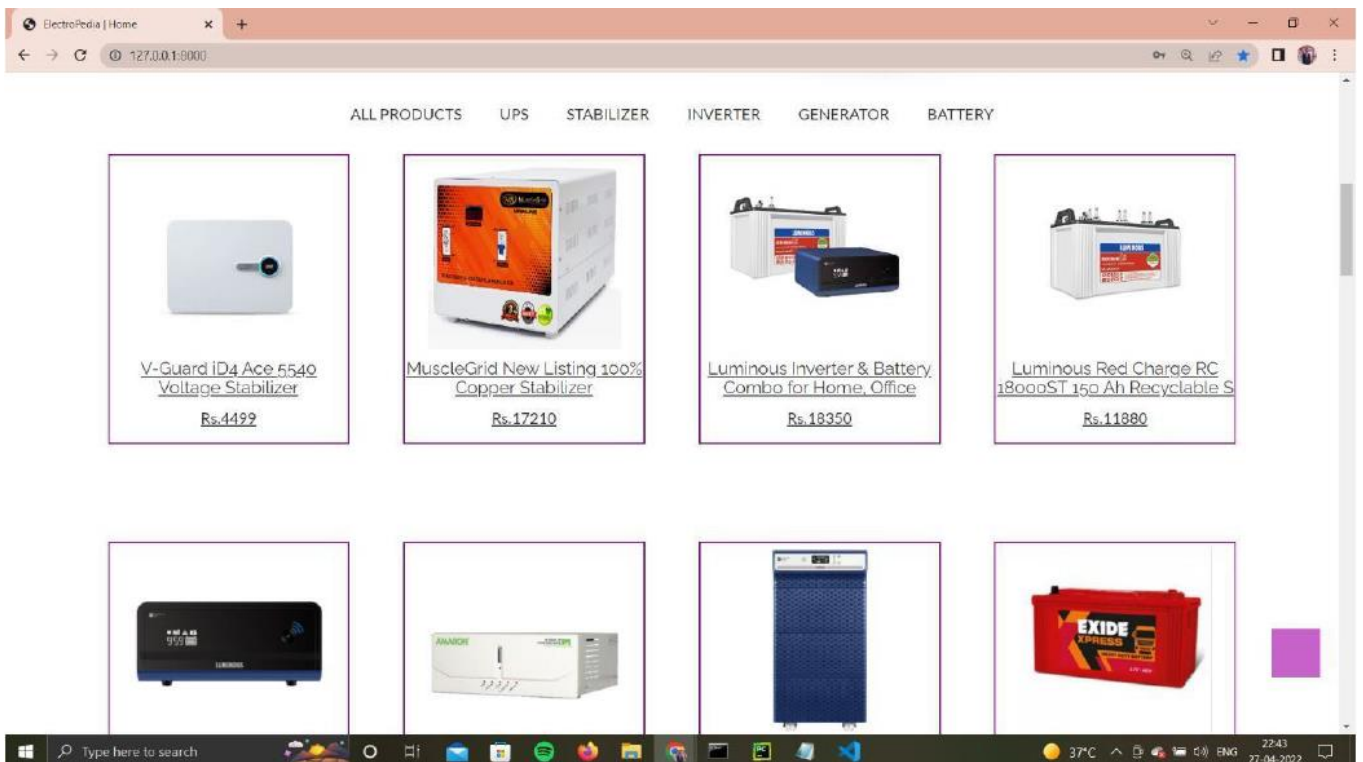 ElectroPedia | Home
127.0.0.1:8000
ALL PRODUCTS UPS STABILIZER INVERTER GENERATOR BATTERY
V-Guard iD4 Ace 5540
Voltage Stabilizer
Rs.4499
MuscleGrid New Listing 100%
Copper Stabilizer
Rs.17210
Luminous Inverter & Battery
Combo for Home, Office
Rs.18350
LUMINOUS
Luminous Red Charge RC
18000ST 150 Ah Recyclable S
Rs.11880
LUMINOUS
AMARON
EXIDE
XPRESS
Type here to search
37°C
ENG
22:43
27-04-2022